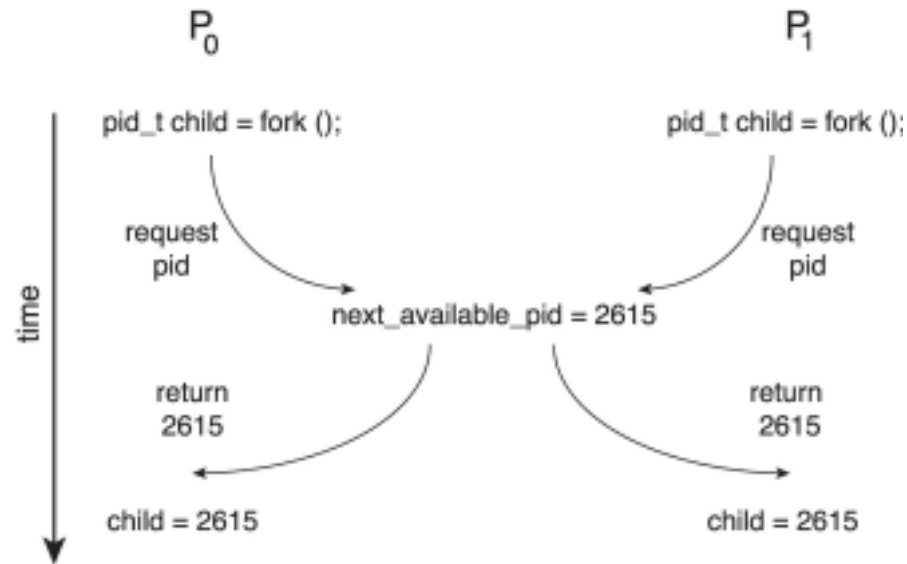 P0 P1
pid_t child = fork (); pid_t child = fork ();
request request
pid pid
next_available_pid = 2615
time
return return
2615 2615
child = 2615 child = 2615